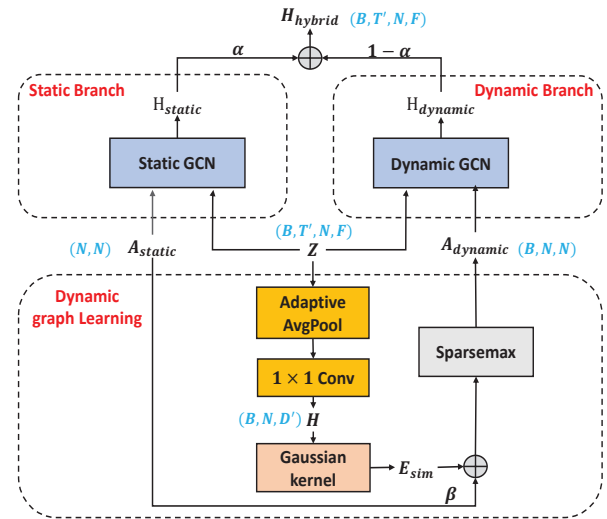 H_hybrid (B, T′, N, F)
α 1 − α
Static Branch Dynamic Branch
H_static H_dynamic
Static GCN Dynamic GCN
(B, T′, N, F)
(N, N) A_static Z A_dynamic (B, N, N)
Dynamic
graph Learning
Adaptive
AvgPool
Sparsemax
1 × 1 Conv
(B, N, D′) H
Gaussian
kernel
E_sim
β